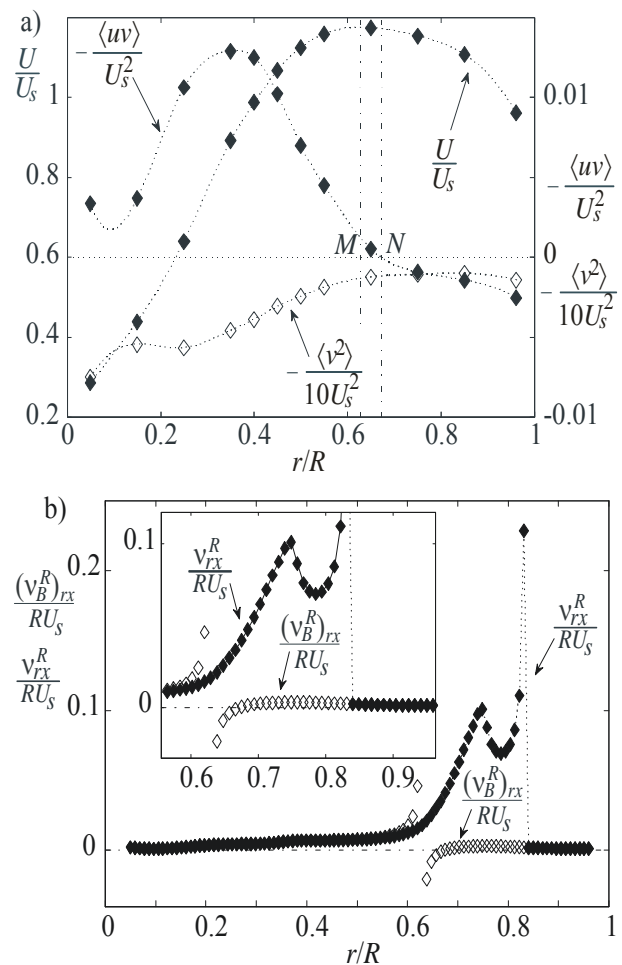 a)
U/U_s
−⟨uv⟩/U_s^2
U/U_s
M N
−⟨v^2⟩/10U_s^2
1
0.8
0.6
0.4
0.2
0.01
0
-0.01
−⟨uv⟩/U_s^2
−⟨v^2⟩/10U_s^2
0 0.2 0.4 0.6 0.8 1
r/R
b)
(ν_B^R)_rx/RU_s
ν_rx^R/RU_s
0.2
0.1
0
0.1
0
ν_rx^R/RU_s
(ν_B^R)_rx/RU_s
0.6 0.7 0.8 0.9
ν_rx^R/RU_s
(ν_B^R)_rx/RU_s
0 0.2 0.4 0.6 0.8 1
r/R